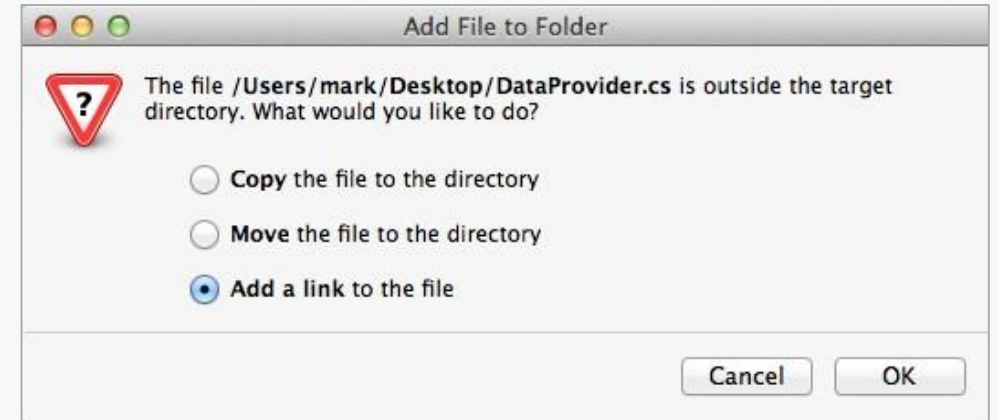 Add File to Folder
?
The file /Users/mark/Desktop/DataProvider.cs is outside the target
directory. What would you like to do?
Copy the file to the directory
Move the file to the directory
Add a link to the file
Cancel OK